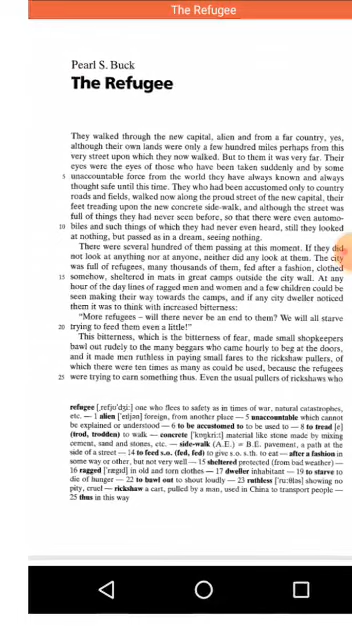 The Refugee
Pearl S. Buck
The Refugee
They walked through the new capital, alien and from a far country, yes,
although their own lands were only a few hundred miles perhaps from this
very street upon which they now walked. But to them it was very far. Their
eyes were the eyes of those who have been taken suddenly and by some
5 unaccountable force from the world they have always known and always
thought safe until this time. They who had been accustomed only to country
roads and fields, walked now along the proud street of the new capital, their
feet treading upon the new concrete side-walk, and although the street was
full of things they had never seen before, so that there were even automo-
10 biles and such things of which they had never even heard, still they looked
at nothing, but passed as in a dream, seeing nothing.
There were several hundred of them passing at this moment. If they did
not look at anything nor at anyone, neither did any look at them. The city
was full of refugees, many thousands of them, fed after a fashion, clothed
15 somehow, sheltered in mats in great camps outside the city wall. At any
hour of the day lines of ragged men and women and a few children could be
seen making their way towards the camps, and if any city dweller noticed
them it was to think with increased bitterness:
"More refugees – will there never be an end to them? We will all starve
20 trying to feed them even a little!"
This bitterness, which is the bitterness of fear, made small shopkeepers
bawl out rudely to the many beggars who came hourly to beg at the doors,
and it made men ruthless in paying small fares to the rickshaw pullers, of
which there were ten times as many as could be used, because the refugees
25 were trying to earn something thus. Even the usual pullers of rickshaws who
refugee [ˌrefjʊˈdʒiː] one who flees to safety as in times of war, natural catastrophes,
etc. — 1 alien [ˈeɪljən] foreign, from another place — 5 unaccountable which cannot
be explained or understood — 6 to be accustomed to to be used to — 8 to tread [e]
(trod, trodden) to walk — concrete [ˈkɒŋkriːt] material like stone made by mixing
cement, sand and stones, etc. — side-walk (A.E.) = B.E. pavement, a path at the
side of a street — 14 to feed s.o. (fed, fed) to give s.o. s.th. to eat — after a fashion in
some way or other, but not very well — 15 sheltered protected (from bad weather) —
16 ragged [ˈrægɪd] in old and torn clothes — 17 dweller inhabitant — 19 to starve to
die of hunger — 22 to bawl out to shout loudly — 23 ruthless [ˈruːθləs] showing no
pity, cruel — rickshaw a cart, pulled by a man, used in China to transport people —
25 thus in this way